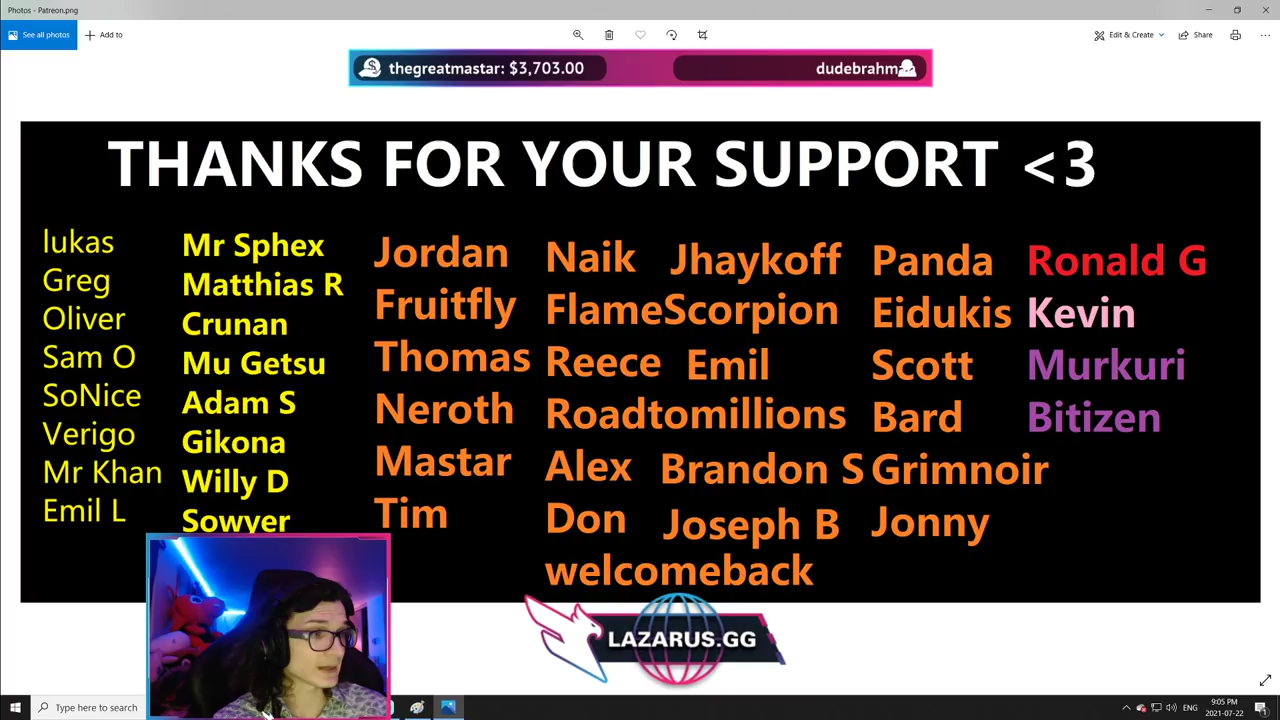 Photos - Patreon.png
See all photos
Add to
Edit & Create
Share
thegreatmastar: $3,703.00
dudebrahm
THANKS FOR YOUR SUPPORT <3
lukas
Greg
Oliver
Sam O
SoNice
Verigo
Mr Khan
Emil L
Mr Sphex
Matthias R
Crunan
Mu Getsu
Adam S
Gikona
Willy D
Sowyer
Jordan
Fruitfly
Thomas
Neroth
Mastar
Tim
Naik Jhaykoff
FlameScorpion
Reece Emil
Roadtomillions
Alex Brandon S
Don Joseph B
welcomeback
Panda
Eidukis
Scott
Bard
Grimnoir
Jonny
Ronald G
Kevin
Murkuri
Bitizen
LAZARUS.GG
Type here to search
ENG
9:05 PM
2021-07-22
1